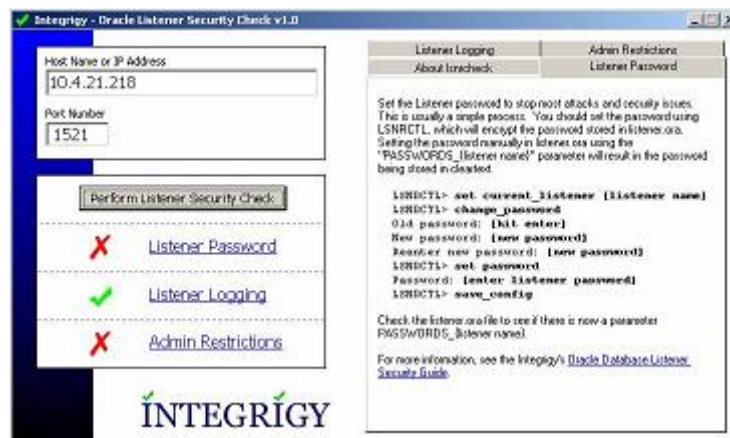 Integrigy - Oracle Listener Security Check v1.0
Host Name or IP Address
10.4.21.218
Port Number
1521
Perform Listener Security Check
Listener Password
Listener Logging
Admin Restrictions
INTEGRIGY
Listener Logging
Admin Restrictions
About lsnrcheck
Listener Password
Set the Listener password to stop most attacks and security issues.
This is usually a simple process. You should set the password using
LSNRCTL, which will encrypt the password stored in listener.ora.
Setting the password manually in listener.ora using the
"PASSWORDS_{listener name}" parameter will result in the password
being stored in cleartext.
LSNRCTL> set current_listener [listener name]
LSNRCTL> change_password
Old password: [hit enter]
New password: [new password]
Reenter new password: [new password]
LSNRCTL> set password
Password: [enter listener password]
LSNRCTL> save_config
Check the listener.ora file to see if there is now a parameter
PASSWORDS_{listener name}.
For more information, see the Integrigy's Oracle Database Listener
Security Guide.